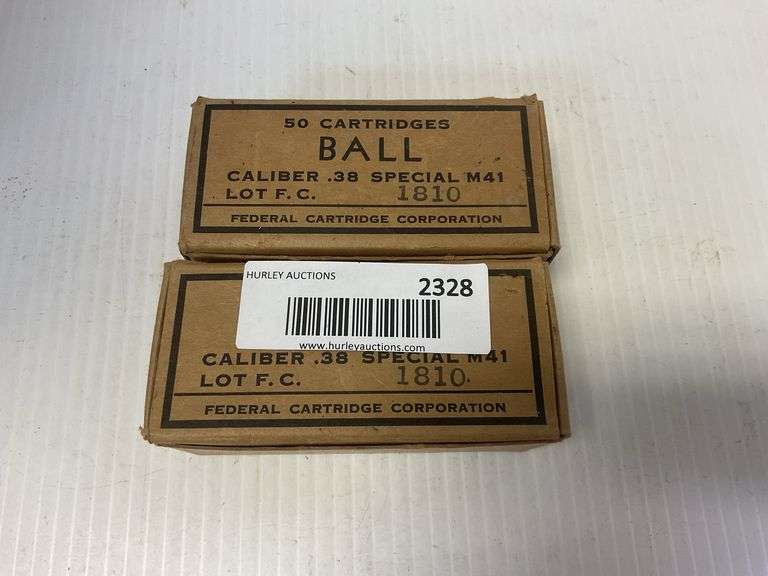 50 CARTRIDGES
BALL
CALIBER .38 SPECIAL M41
LOT F.C. 1810
FEDERAL CARTRIDGE CORPORATION
HURLEY AUCTIONS
2328
www.hurleyauctions.com
CALIBER .38 SPECIAL M41
LOT F.C. 1810
FEDERAL CARTRIDGE CORPORATION